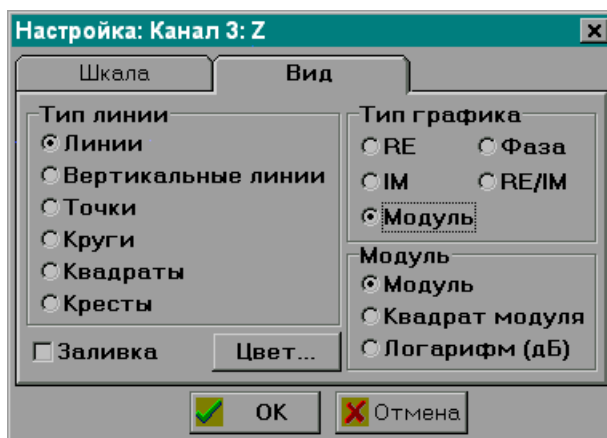 Настройка: Канал 3: Z
Шкала
Вид
Тип линии
Линии
Вертикальные линии
Точки
Круги
Квадраты
Кресты
Заливка
Цвет...
Тип графика
RE
Фаза
IM
RE/IM
Модуль
Модуль
Модуль
Квадрат модуля
Логарифм (дБ)
OK
Отмена